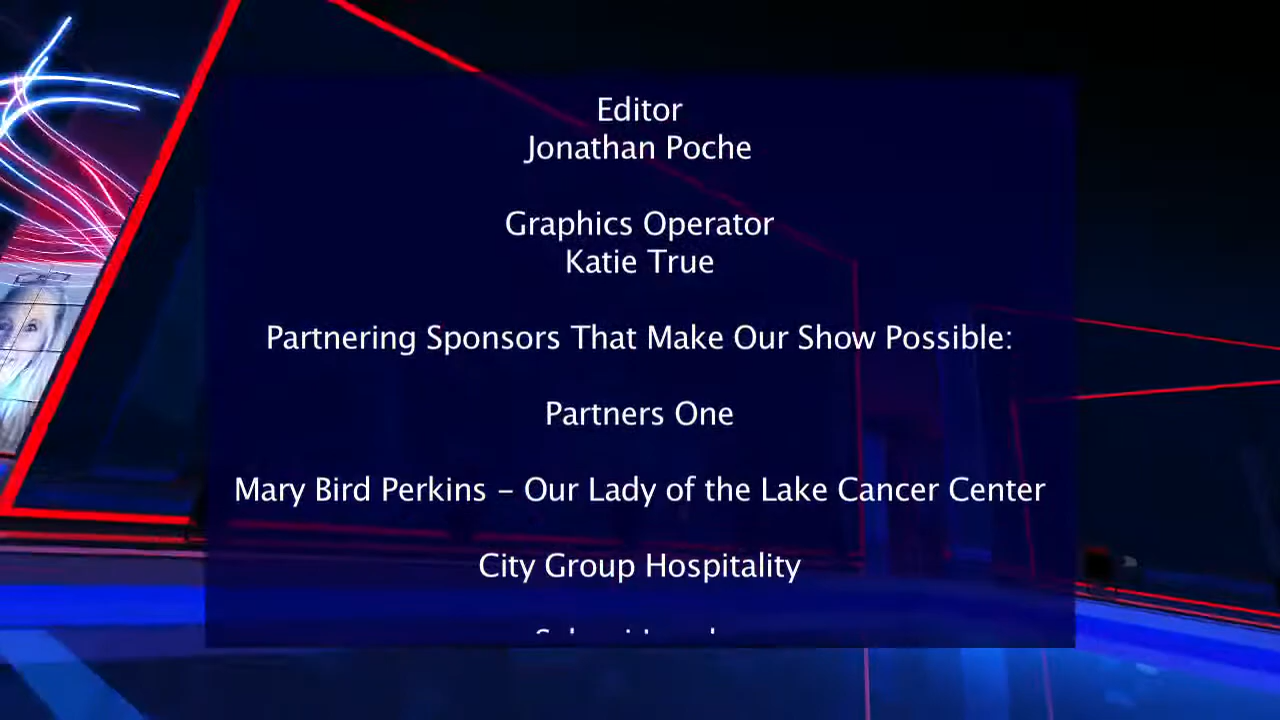 Editor
Jonathan Poche
Graphics Operator
Katie True
Partnering Sponsors That Make Our Show Possible:
Partners One
Mary Bird Perkins – Our Lady of the Lake Cancer Center
City Group Hospitality